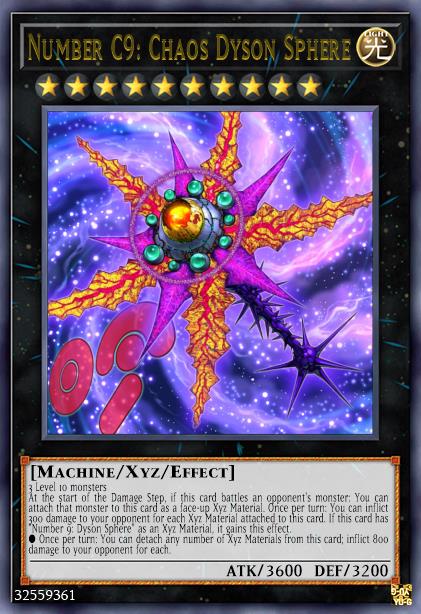 Number C9: Chaos Dyson Sphere
LIGHT
光
09
[Machine/Xyz/Effect]
3 Level 10 monsters
At the start of the Damage Step, if this card battles an opponent's monster: You can
attach that monster to this card as a face-up Xyz Material. Once per turn: You can inflict
300 damage to your opponent for each Xyz Material attached to this card. If this card has
"Number 9: Dyson Sphere" as an Xyz Material, it gains this effect.
● Once per turn: You can detach any number of Xyz Materials from this card; inflict 800
damage to your opponent for each.
ATK/3600 DEF/3200
32559361